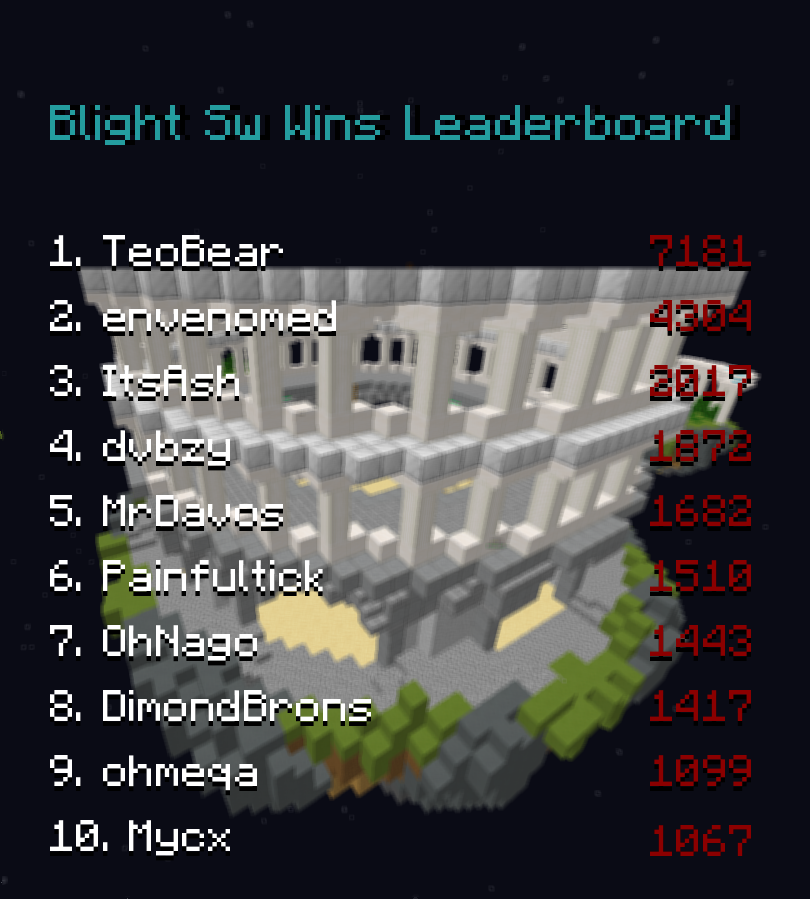 Blight Sw Wins Leaderboard
1. TeoBear 7181
2. envenomed 4304
3. ItsAsh 2017
4. dvbzy 1872
5. MrDavos 1682
6. Painfultick 1510
7. OhNago 1443
8. DimondBrons 1417
9. ohmeqa 1099
10. Mycx 1067